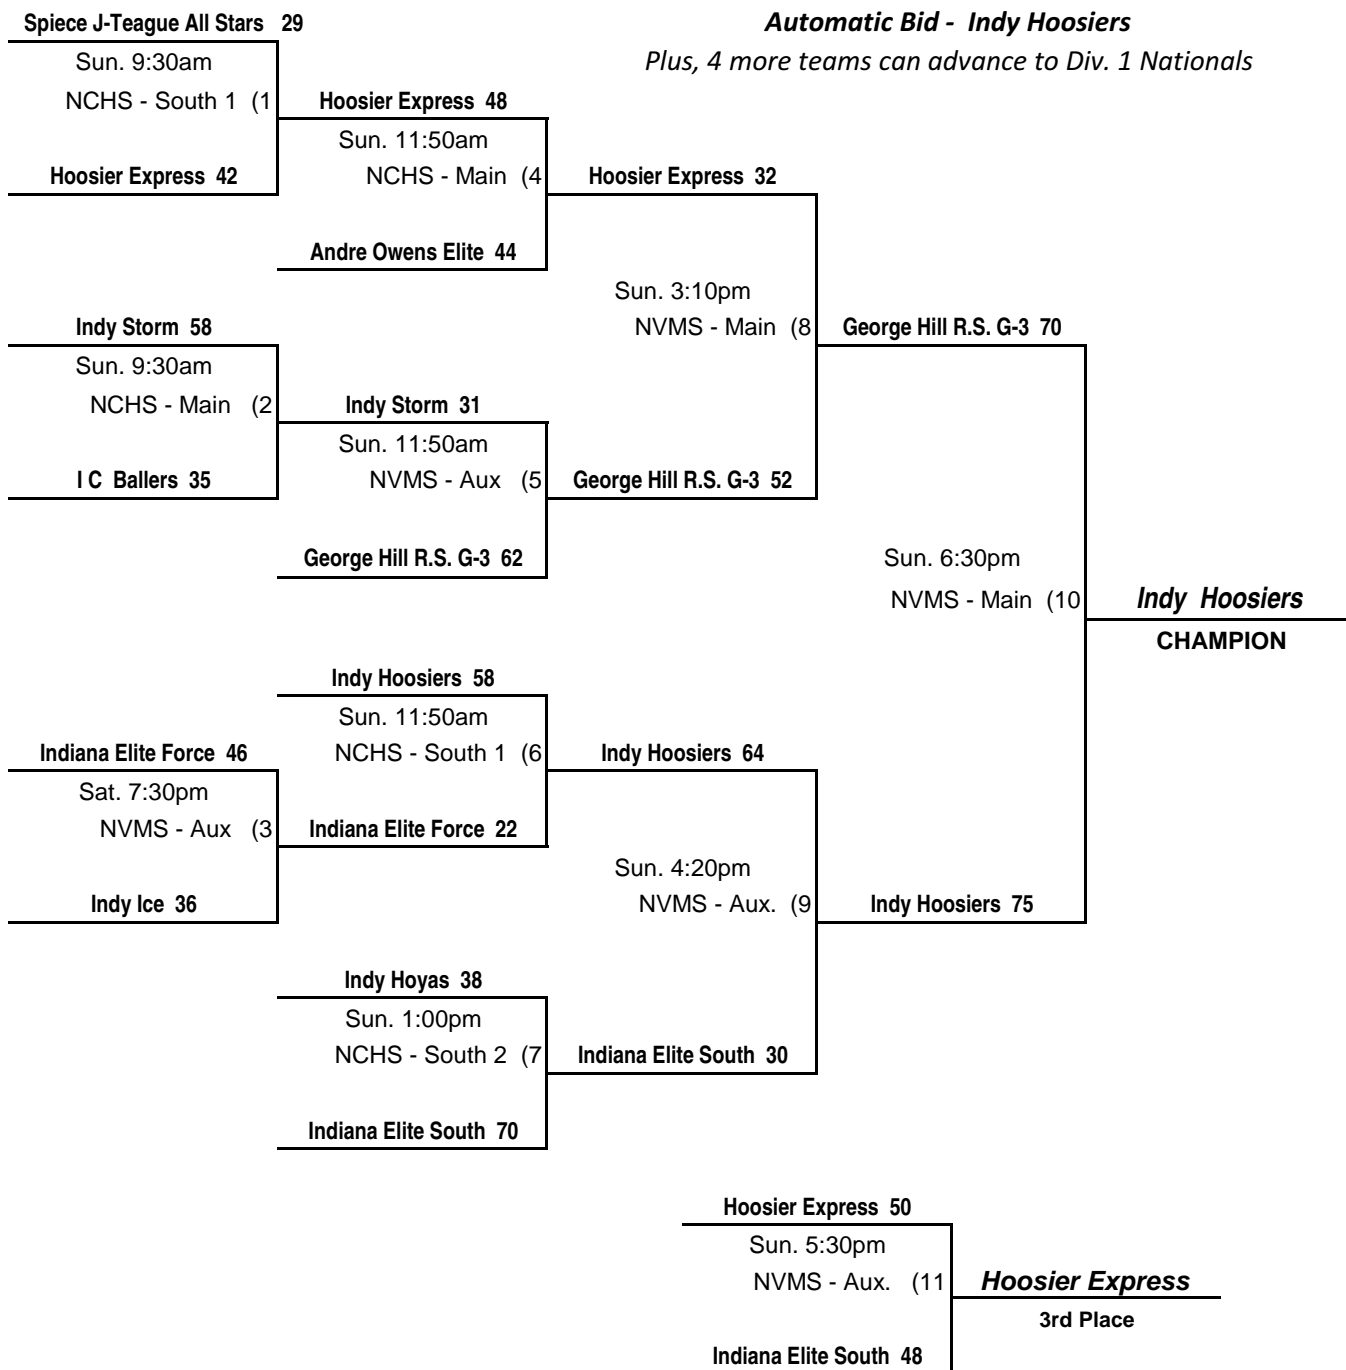 Spiece J-Teague All Stars 29
Automatic Bid - Indy Hoosiers
Plus, 4 more teams can advance to Div. 1 Nationals
Sun. 9:30am
NCHS - South 1 (1
Hoosier Express 48
Sun. 11:50am
NCHS - Main (4
Hoosier Express 42
Hoosier Express 32
Andre Owens Elite 44
Sun. 3:10pm
NVMS - Main (8
Indy Storm 58
George Hill R.S. G-3 70
Sun. 9:30am
NCHS - Main (2
Indy Storm 31
Sun. 11:50am
NVMS - Aux (5
I C Ballers 35
George Hill R.S. G-3 52
George Hill R.S. G-3 62
Sun. 6:30pm
NVMS - Main (10
Indy Hoosiers
CHAMPION
Indy Hoosiers 58
Sun. 11:50am
NCHS - South 1 (6
Indiana Elite Force 46
Indy Hoosiers 64
Sat. 7:30pm
NVMS - Aux (3
Indiana Elite Force 22
Sun. 4:20pm
NVMS - Aux. (9
Indy Ice 36
Indy Hoosiers 75
Indy Hoyas 38
Sun. 1:00pm
NCHS - South 2 (7
Indiana Elite South 30
Indiana Elite South 70
Hoosier Express 50
Sun. 5:30pm
NVMS - Aux. (11
Hoosier Express
3rd Place
Indiana Elite South 48